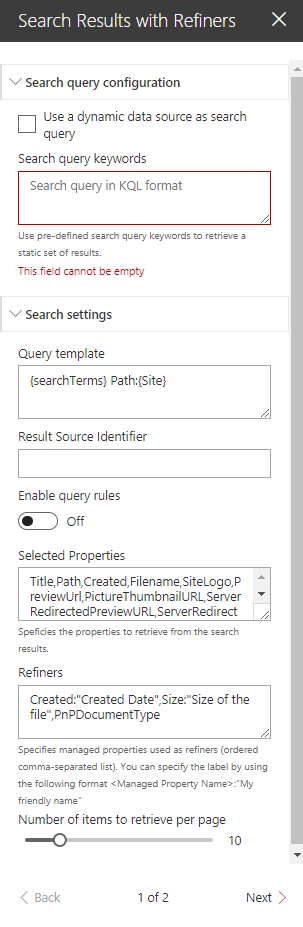 Search Results with Refiners
Search query configuration
Use a dynamic data source as search
query
Search query keywords
Search query in KQL format
Use pre-defined search query keywords to retrieve a
static set of results.
This field cannot be empty
Search settings
Query template
{searchTerms} Path:{Site}
Result Source Identifier
Enable query rules
Off
Selected Properties
Title,Path,Created,Filename,SiteLogo,P
reviewUrl,PictureThumbnailURL,Server
RedirectedPreviewURL,ServerRedirect
Speficies the properties to retrieve from the search
results.
Refiners
Created:"Created Date",Size:"Size of the
file",PnPDocumentType
Specifies managed properties used as refiners (ordered
comma-separated list). You can specify the label by using
the following format <Managed Property Name>:"My
friendly name"
Number of items to retrieve per page
10
Back
1 of 2
Next